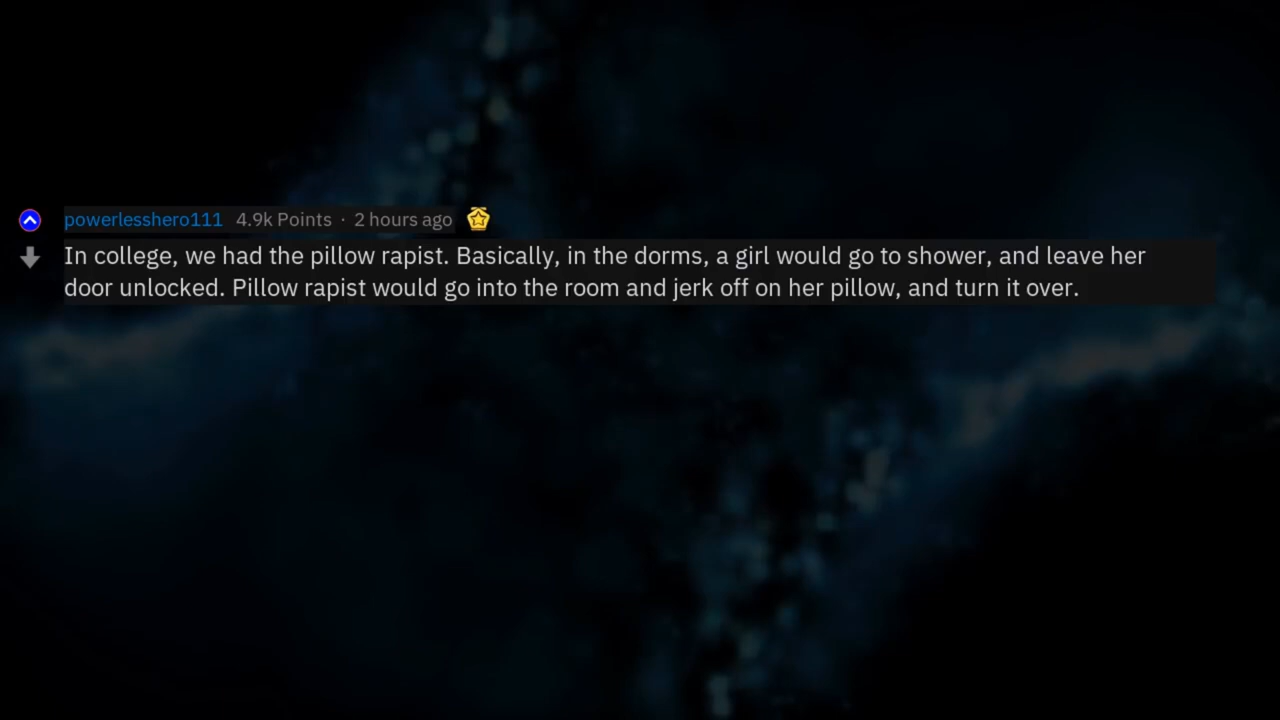 powerlesshero111 4.9k Points · 2 hours ago
In college, we had the pillow rapist. Basically, in the dorms, a girl would go to shower, and leave her
door unlocked. Pillow rapist would go into the room and jerk off on her pillow, and turn it over.